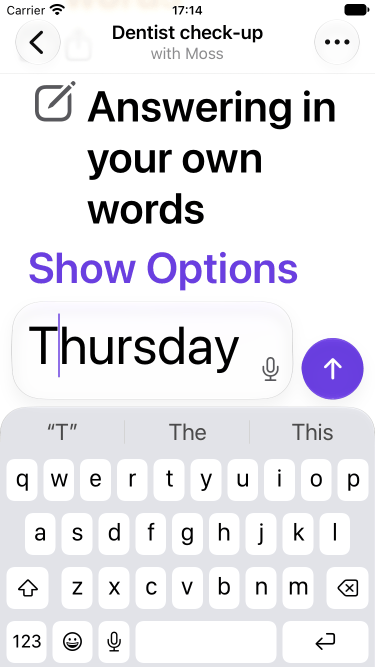 Carrier 17:14
Dentist check-up
with Moss
Answering in
your own
words
Show Options
Thursday
“T” The This
q w e r t y u i o p
a s d f g h j k l
z x c v b n m
123